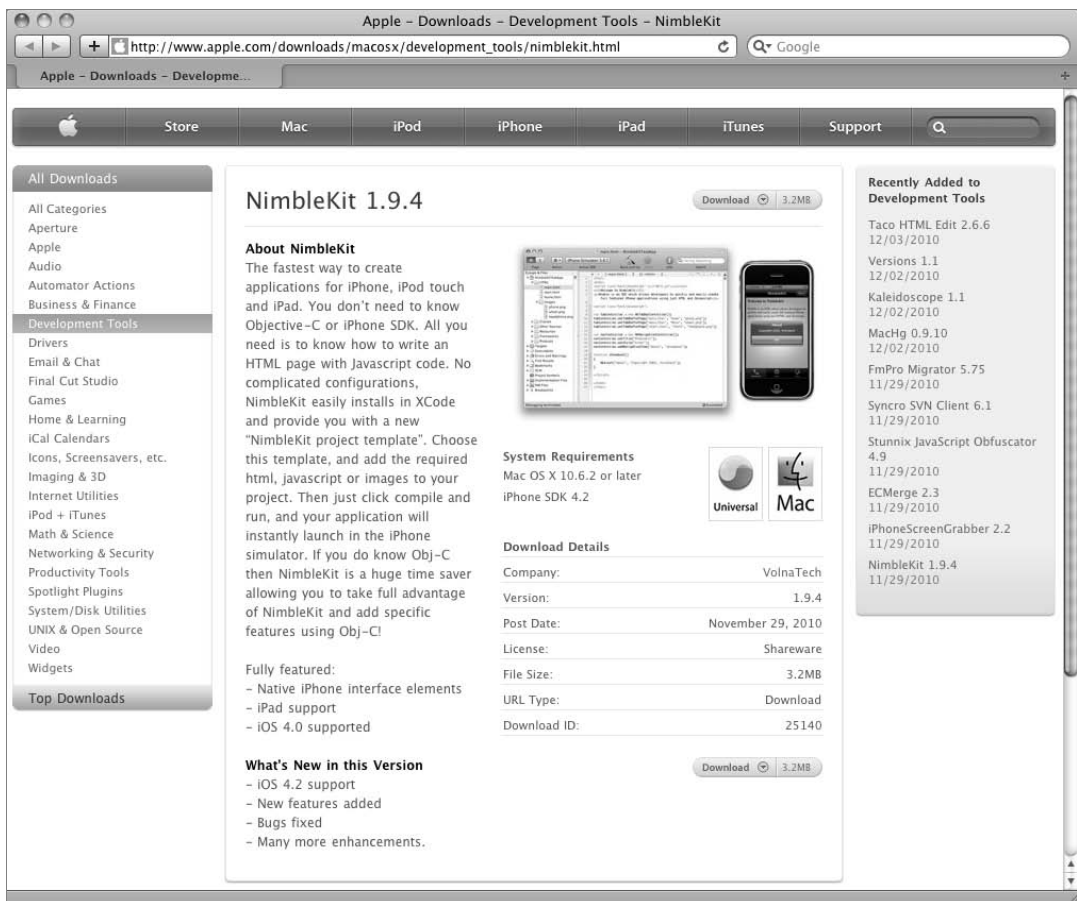 Apple – Downloads – Development Tools – NimbleKit
http://www.apple.com/downloads/macosx/development_tools/nimblekit.html
Google
Apple – Downloads – Developme...
Store
Mac
iPod
iPhone
iPad
iTunes
Support
All Downloads
All Categories
Aperture
Apple
Audio
Automator Actions
Business & Finance
Development Tools
Drivers
Email & Chat
Final Cut Studio
Games
Home & Learning
iCal Calendars
Icons, Screensavers, etc.
Imaging & 3D
Internet Utilities
iPod + iTunes
Math & Science
Networking & Security
Productivity Tools
Spotlight Plugins
System/Disk Utilities
UNIX & Open Source
Video
Widgets
Top Downloads
NimbleKit 1.9.4
Download 3.2MB
About NimbleKit
The fastest way to create
applications for iPhone, iPod touch
and iPad. You don't need to know
Objective-C or iPhone SDK. All you
need is to know how to write an
HTML page with Javascript code. No
complicated configurations,
NimbleKit easily installs in XCode
and provide you with a new
“NimbleKit project template”. Choose
this template, and add the required
html, javascript or images to your
project. Then just click compile and
run, and your application will
instantly launch in the iPhone
simulator. If you do know Obj-C
then NimbleKit is a huge time saver
allowing you to take full advantage
of NimbleKit and add specific
features using Obj-C!
Fully featured:
– Native iPhone interface elements
– iPad support
– iOS 4.0 supported
What's New in this Version
– iOS 4.2 support
– New features added
– Bugs fixed
– Many more enhancements.
System Requirements
Mac OS X 10.6.2 or later
iPhone SDK 4.2
Universal
Mac
Download Details
Company: VolnaTech
Version: 1.9.4
Post Date: November 29, 2010
License: Shareware
File Size: 3.2MB
URL Type: Download
Download ID: 25140
Download 3.2MB
Recently Added to
Development Tools
Taco HTML Edit 2.6.6
12/03/2010
Versions 1.1
12/02/2010
Kaleidoscope 1.1
12/02/2010
MacHg 0.9.10
12/02/2010
FmPro Migrator 5.75
11/29/2010
Syncro SVN Client 6.1
11/29/2010
Stunnix JavaScript Obfuscator
4.9
11/29/2010
ECMerge 2.3
11/29/2010
iPhoneScreenGrabber 2.2
11/29/2010
NimbleKit 1.9.4
11/29/2010